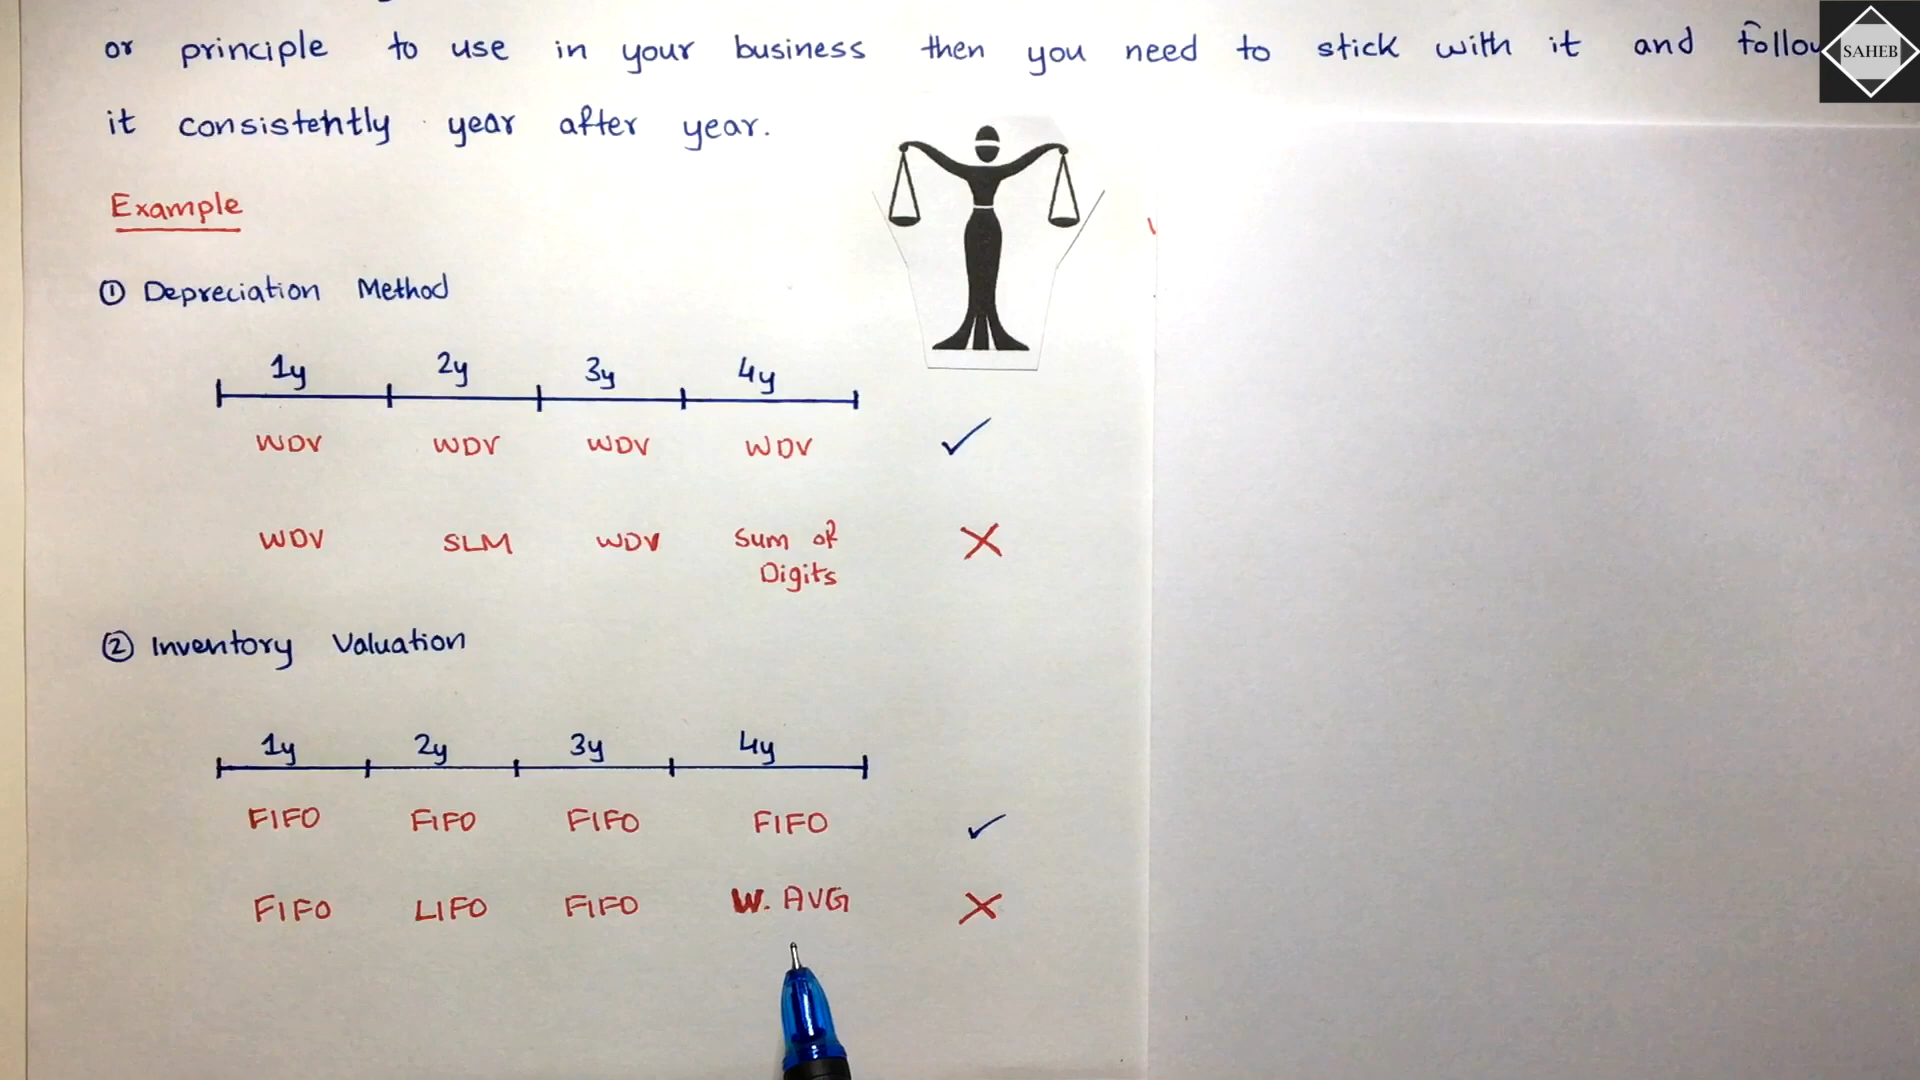 or principle to use in your business then you need to stick with it and
it consistently year after year.
SAHEB
Example
① Depreciation Method
1y 2y 3y 4y
WDV WDV WDV WDV ✓
WDV SLM WDV Sum of Digits ✗
② Inventory Valuation
1y 2y 3y 4y
FIFO FIFO FIFO FIFO ✓
FIFO LIFO FIFO W. AVG ✗